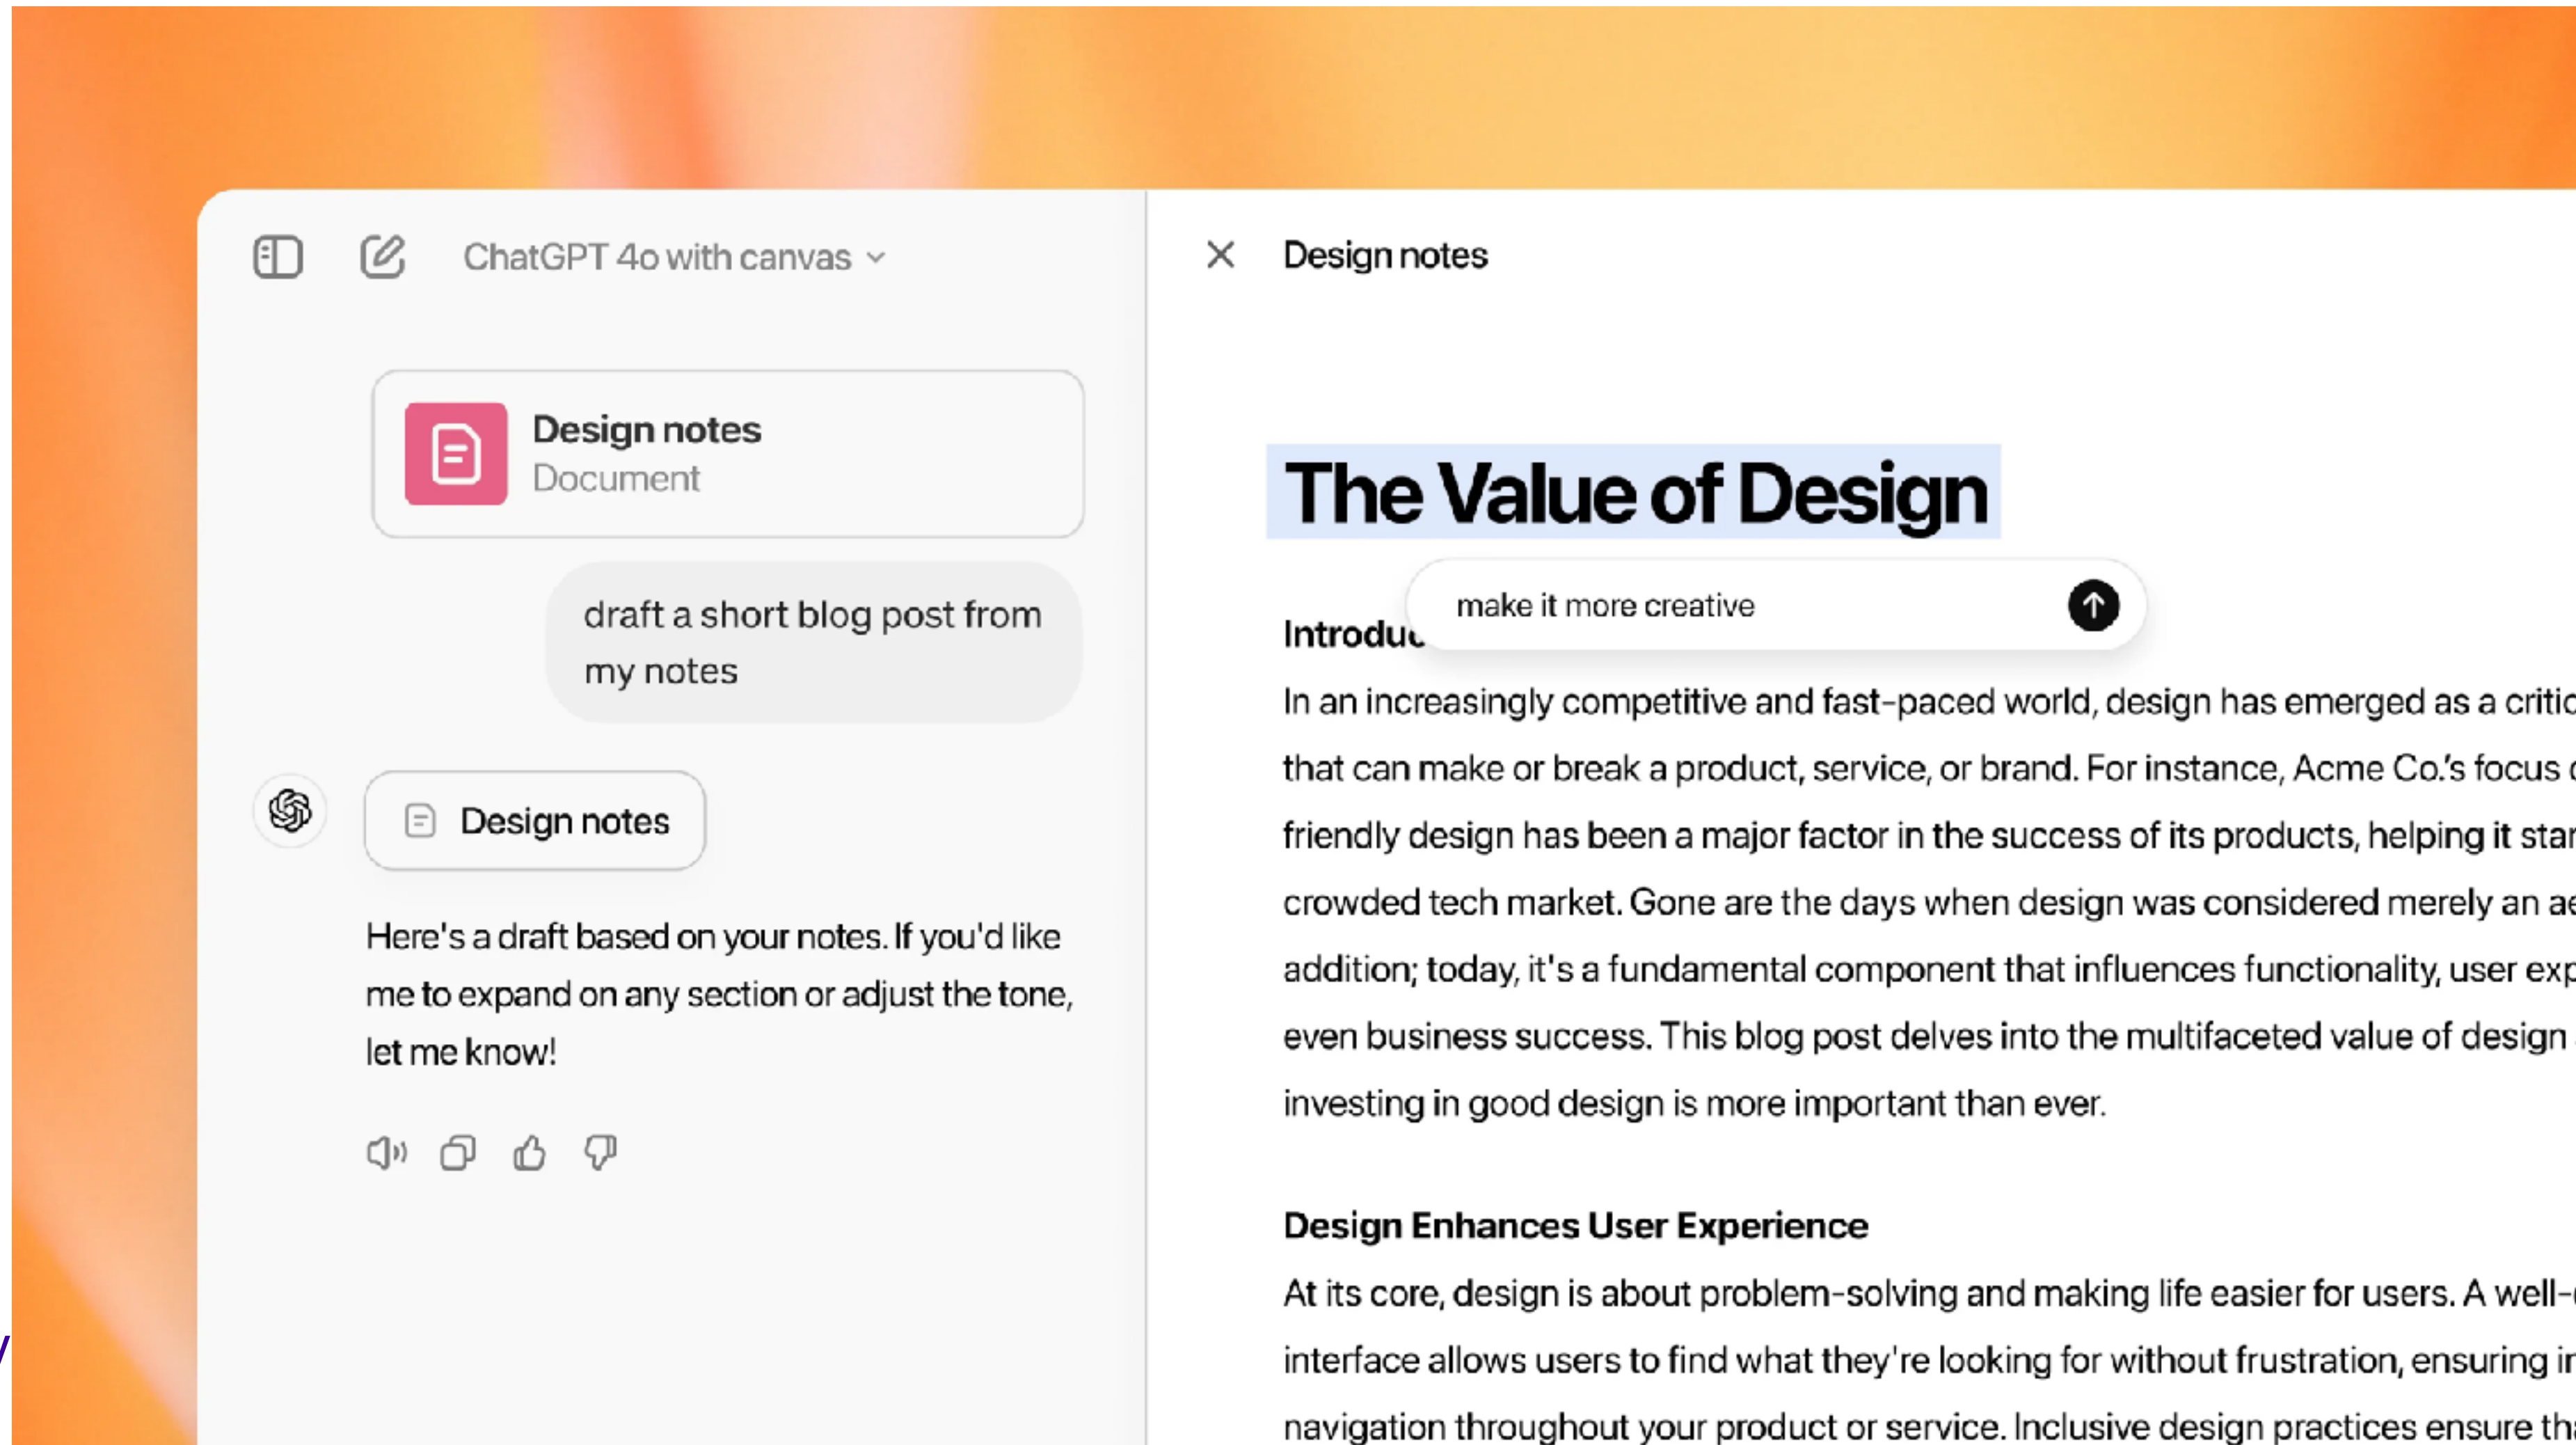 ChatGPT 4o with canvas
Design notes
Document
draft a short blog post from
my notes
Design notes
Here's a draft based on your notes. If you'd like
me to expand on any section or adjust the tone,
let me know!
Design notes
The Value of Design
make it more creative
In an increasingly competitive and fast-paced world, design has emerged as a
that can make or break a product, service, or brand. For instance, Acme Co.'s focus
friendly design has been a major factor in the success of its products, helping it
crowded tech market. Gone are the days when design was considered merely an
addition; today, it's a fundamental component that influences functionality, user
even business success. This blog post delves into the multifaceted value of design
investing in good design is more important than ever.
Design Enhances User Experience
At its core, design is about problem-solving and making life easier for users. A
interface allows users to find what they're looking for without frustration, ensuring
navigation throughout your product or service. Inclusive design practices ensure